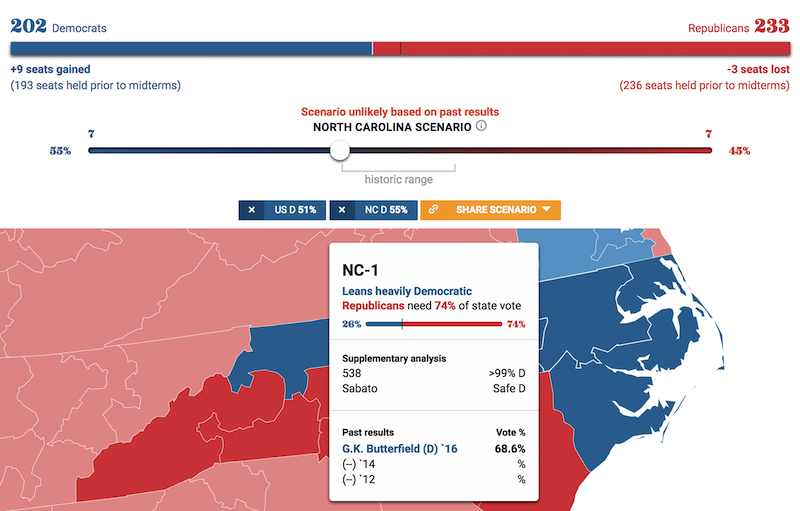 202 Democrats
Republicans 233
+9 seats gained
-3 seats lost
(193 seats held prior to midterms)
(236 seats held prior to midterms)
Scenario unlikely based on past results
NORTH CAROLINA SCENARIO
7
7
55%
45%
historic range
× US D 51%
× NC D 55%
SHARE SCENARIO
NC-1
Leans heavily Democratic
Republicans need 74% of state vote
26%
74%
Supplementary analysis
538 >99% D
Sabato Safe D
Past results Vote %
G.K. Butterfield (D) `16 68.6%
(--) `14 %
(--) `12 %